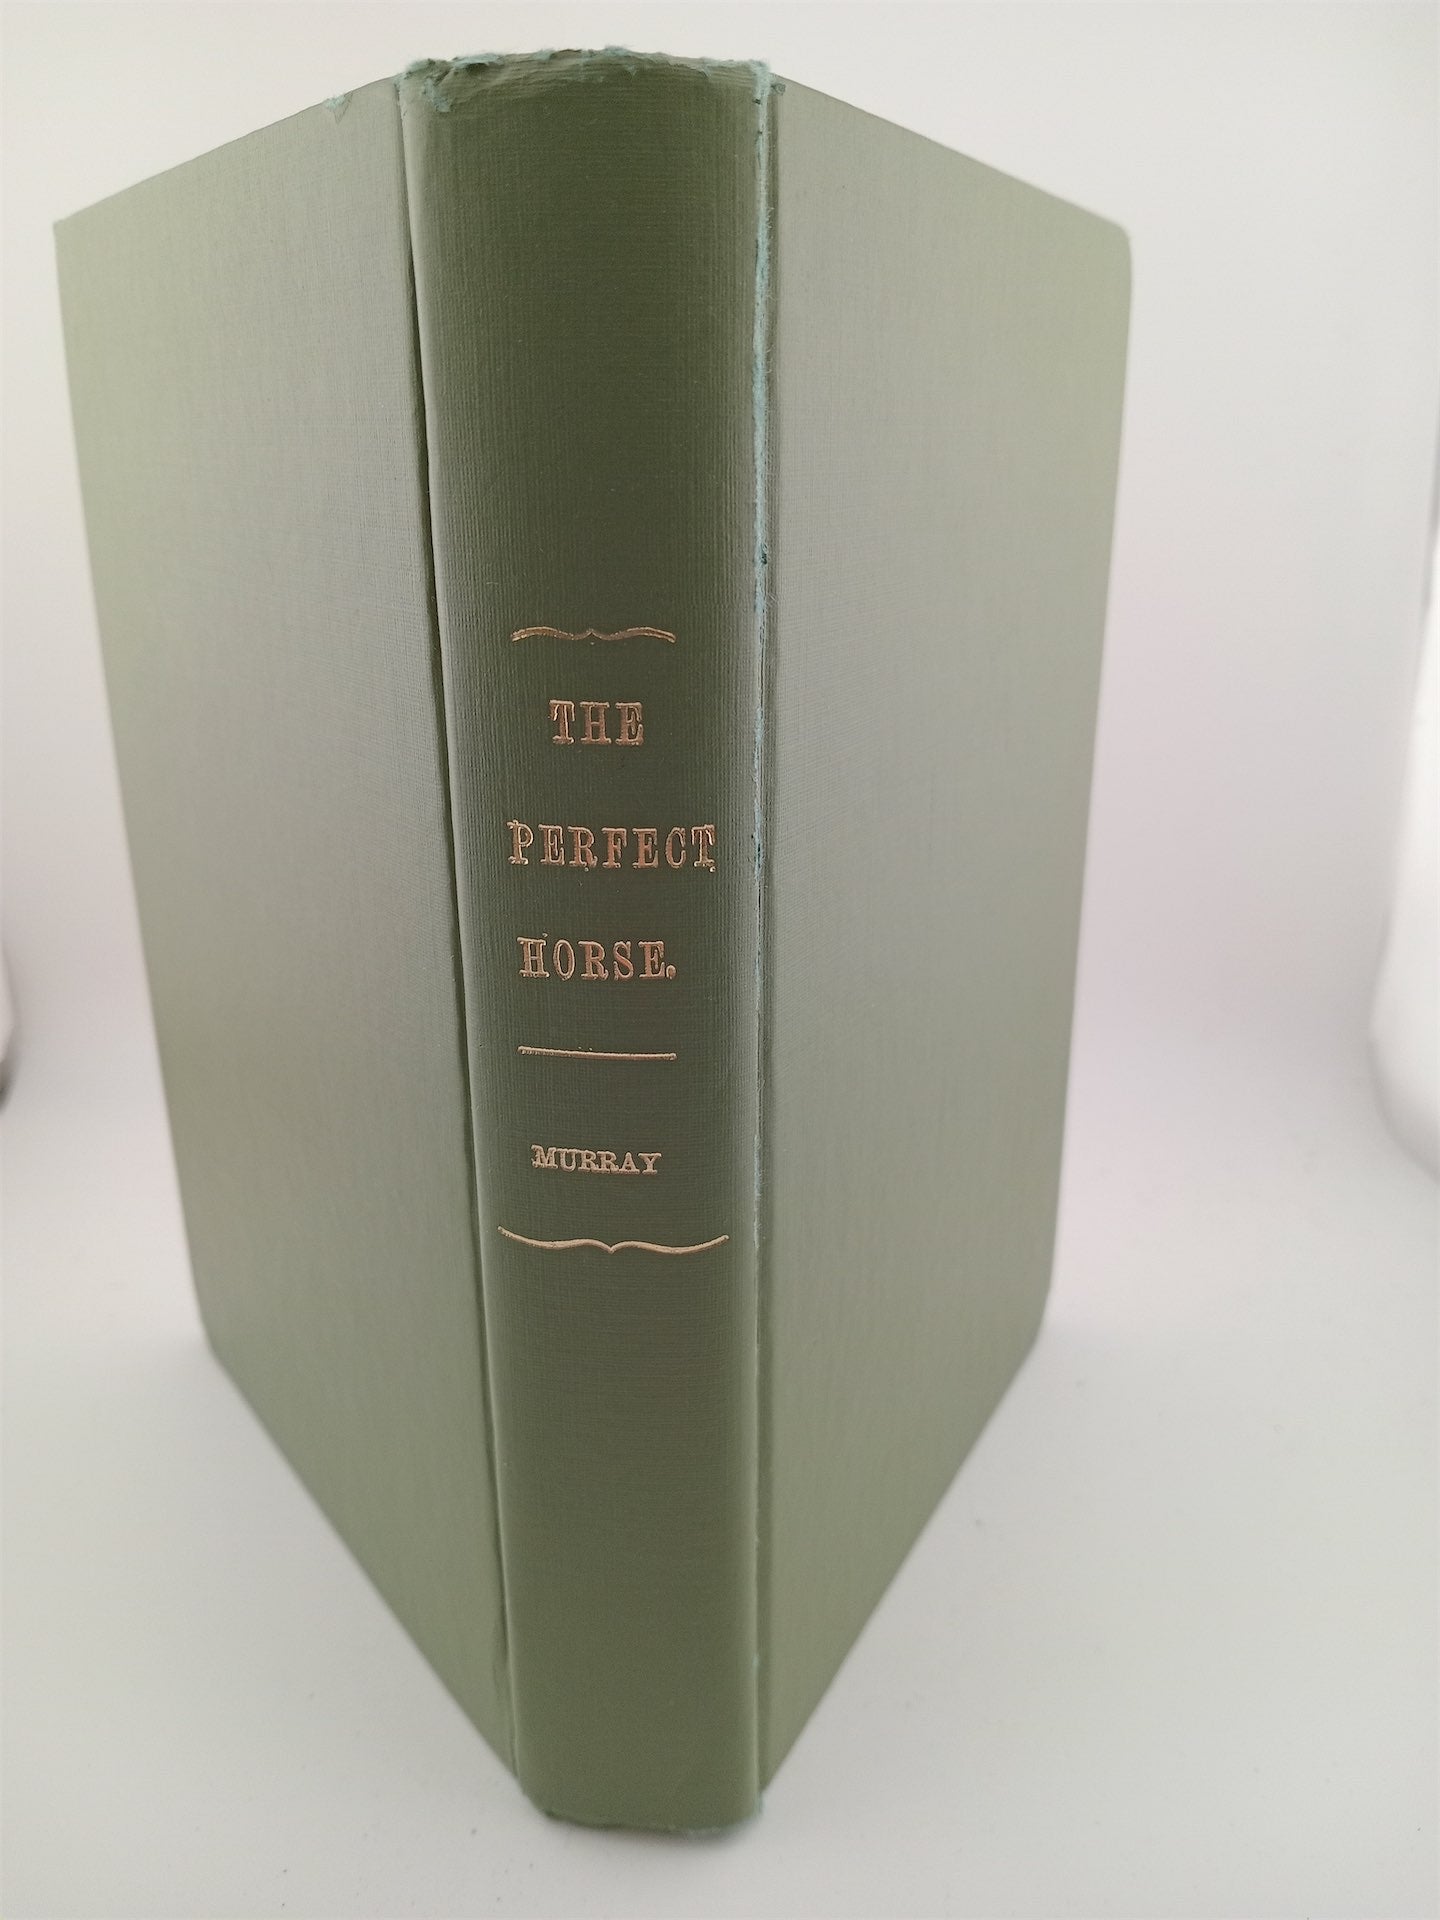 THE
PERFECT
HORSE.
MURRAY